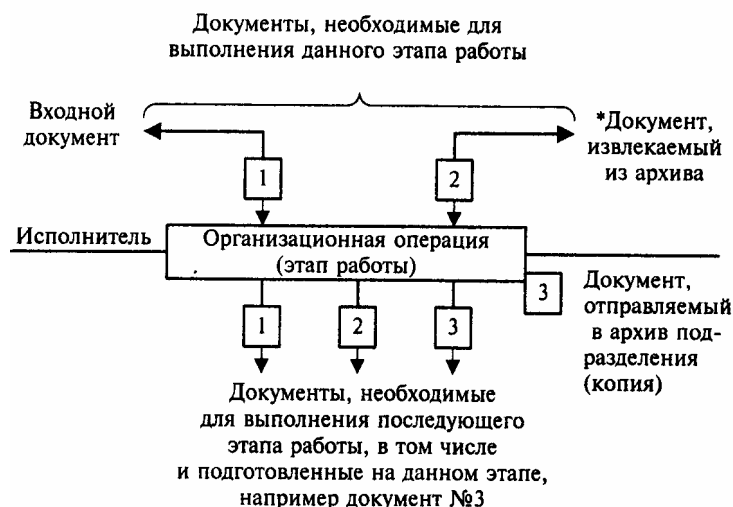 Документы, необходимые для
выполнения данного этапа работы
Входной
документ
*Документ,
извлекаемый
из архива
1
2
Исполнитель
Организационная операция
(этап работы)
3
Документ,
отправляемый
в архив под-
разделения
(копия)
1
2
3
Документы, необходимые
для выполнения последующего
этапа работы, в том числе
и подготовленные на данном этапе,
например документ №3